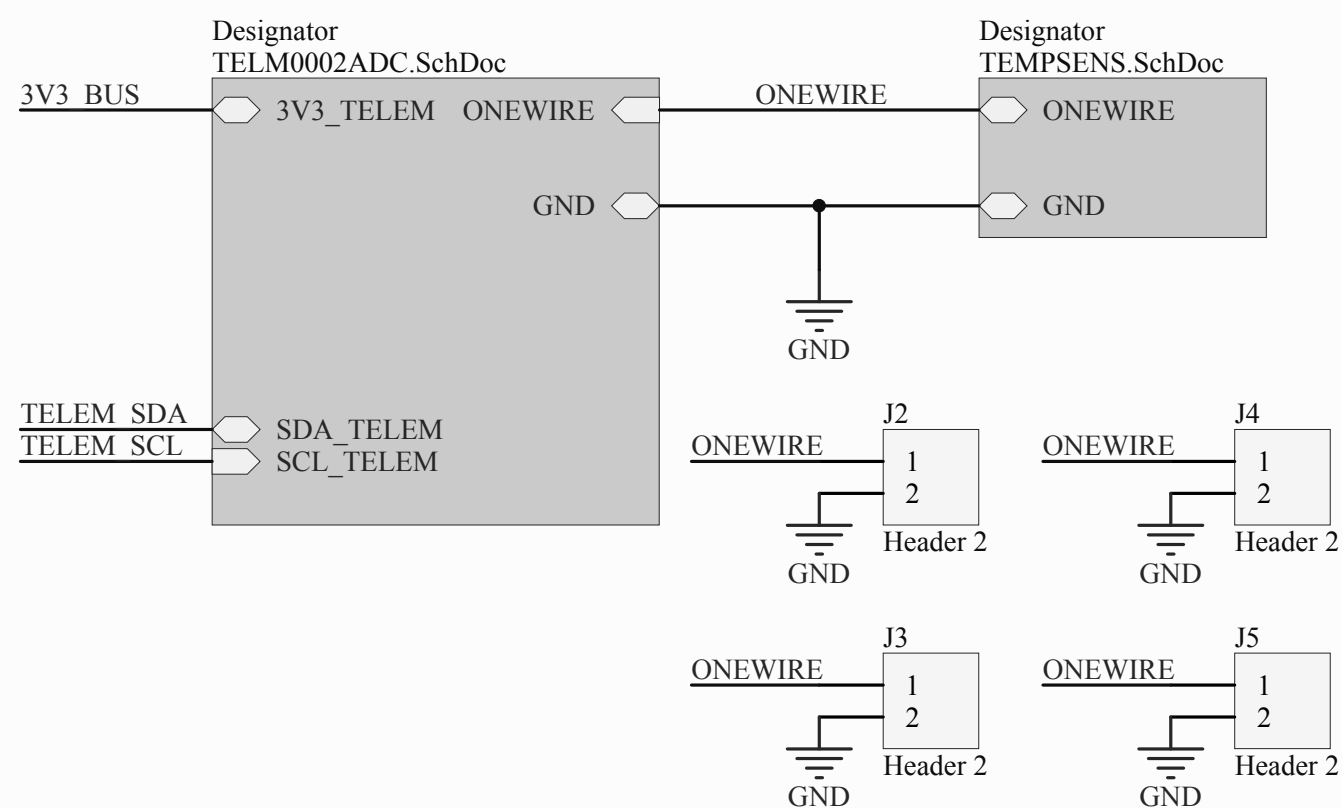 Designator
TELM0002ADC.SchDoc
3V3_BUS
3V3_TELEM
ONEWIRE
GND
TELEM_SDA
TELEM_SCL
SDA_TELEM
SCL_TELEM
ONEWIRE
Designator
TEMPSENS.SchDoc
ONEWIRE
GND
GND
J2
ONEWIRE
1
2
Header 2
GND
J4
ONEWIRE
1
2
Header 2
GND
J3
ONEWIRE
1
2
Header 2
GND
J5
ONEWIRE
1
2
Header 2
GND